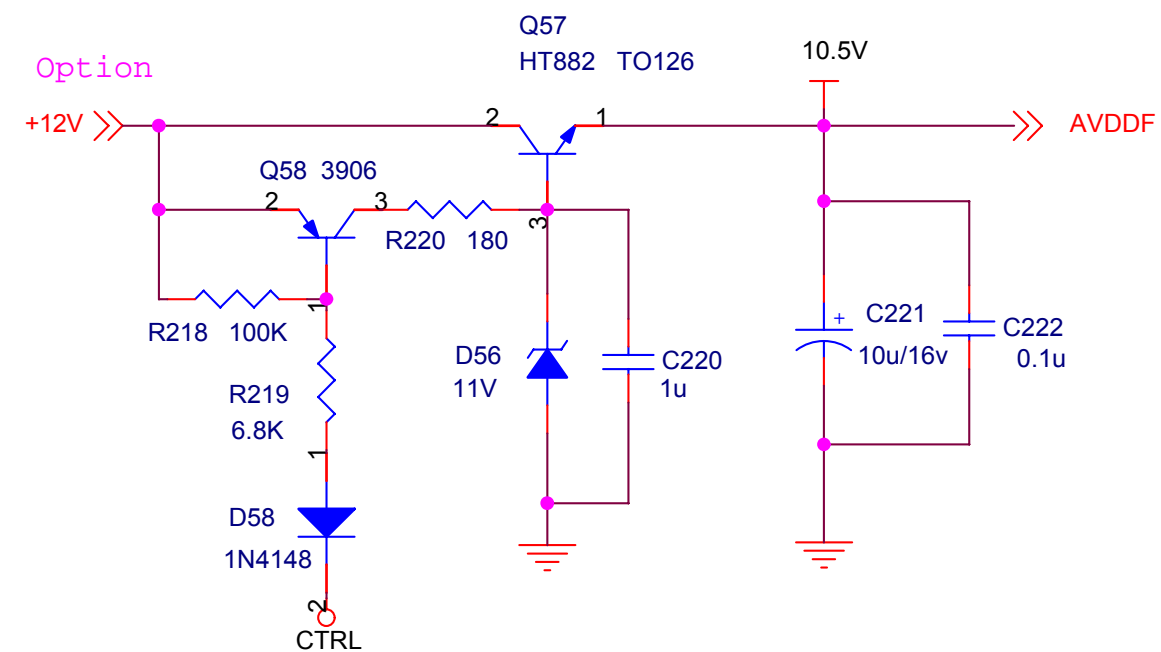 Q57
HT882 TO126
10.5V
Option
+12V
2
1
AVDDF
Q58 3906
2
3
R220 180
3
1
R218 100K
C221
10u/16v
+
C222
0.1u
D56
11V
C220
1u
R219
6.8K
1
D58
1N4148
2
CTRL